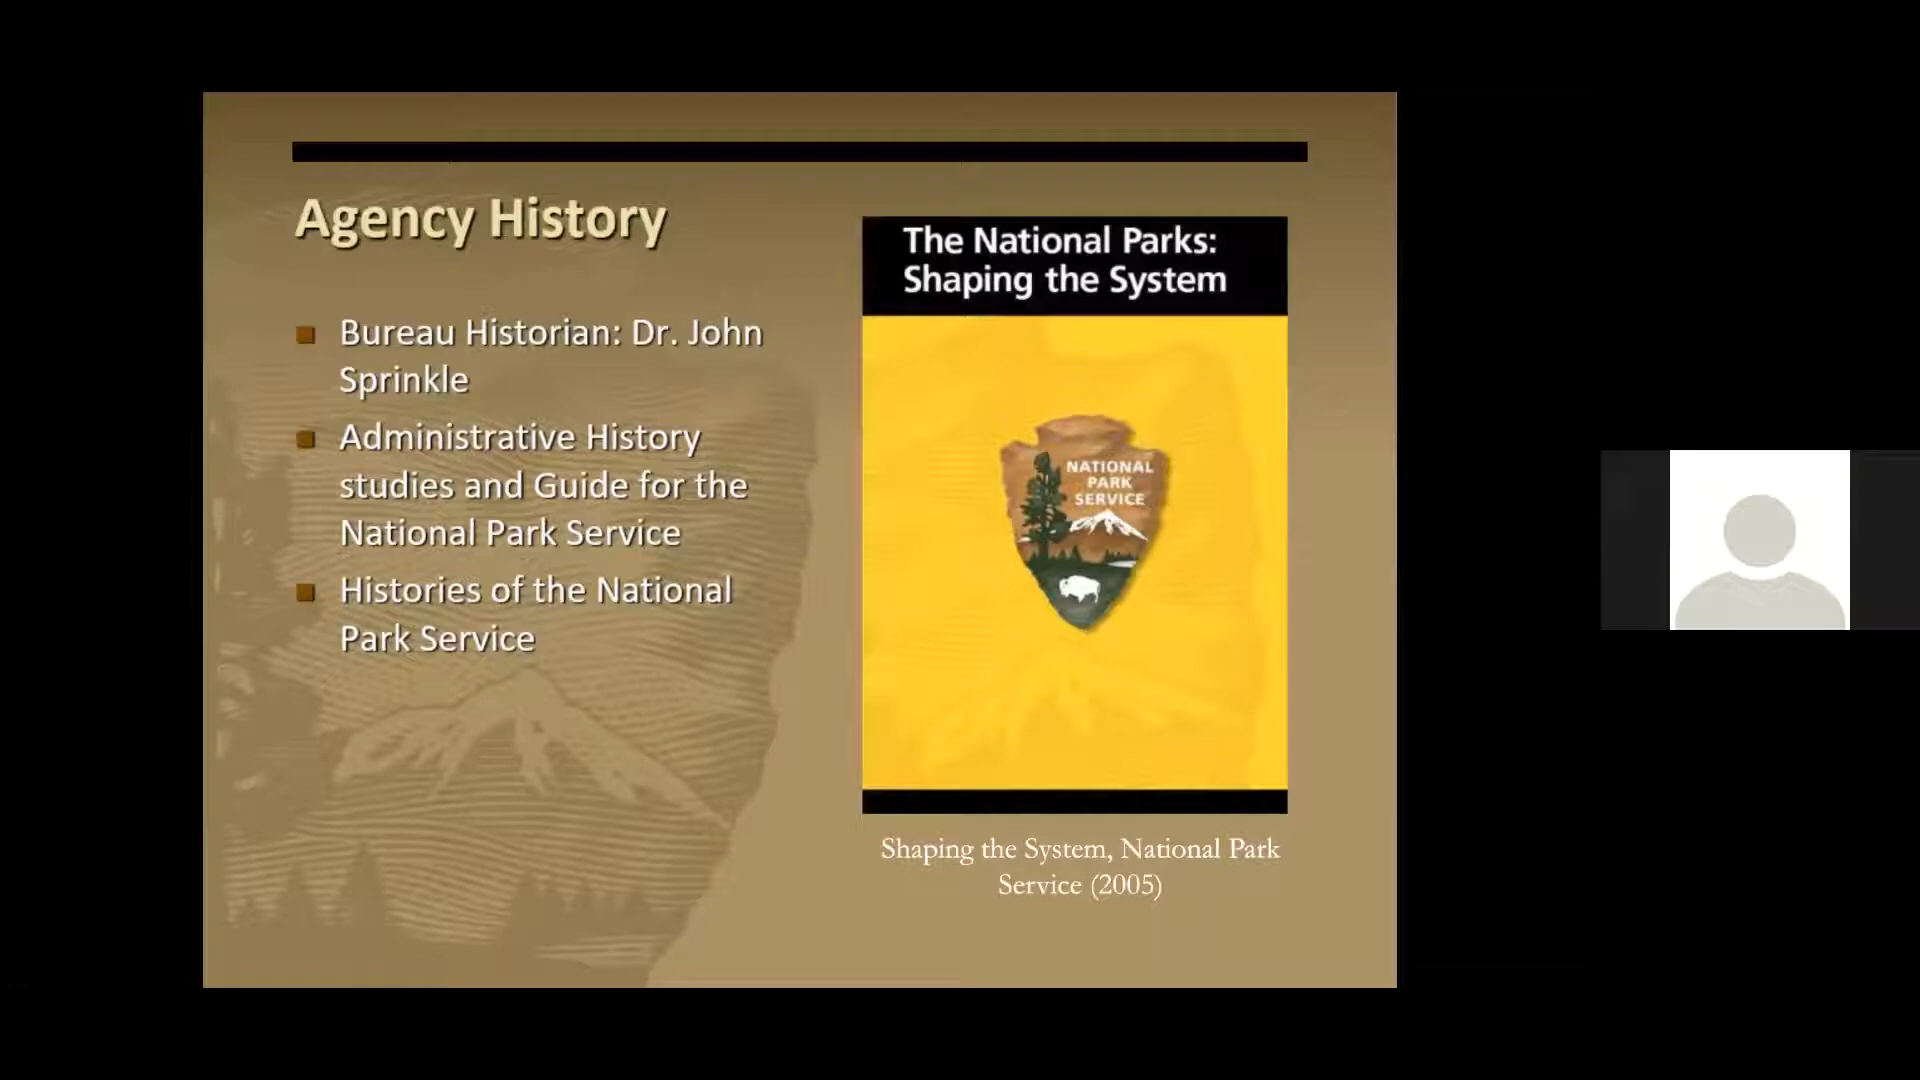 Agency History
Bureau Historian: Dr. John
Sprinkle
Administrative History
studies and Guide for the
National Park Service
Histories of the National
Park Service
The National Parks:
Shaping the System
NATIONAL
PARK
SERVICE
Shaping the System, National Park
Service (2005)